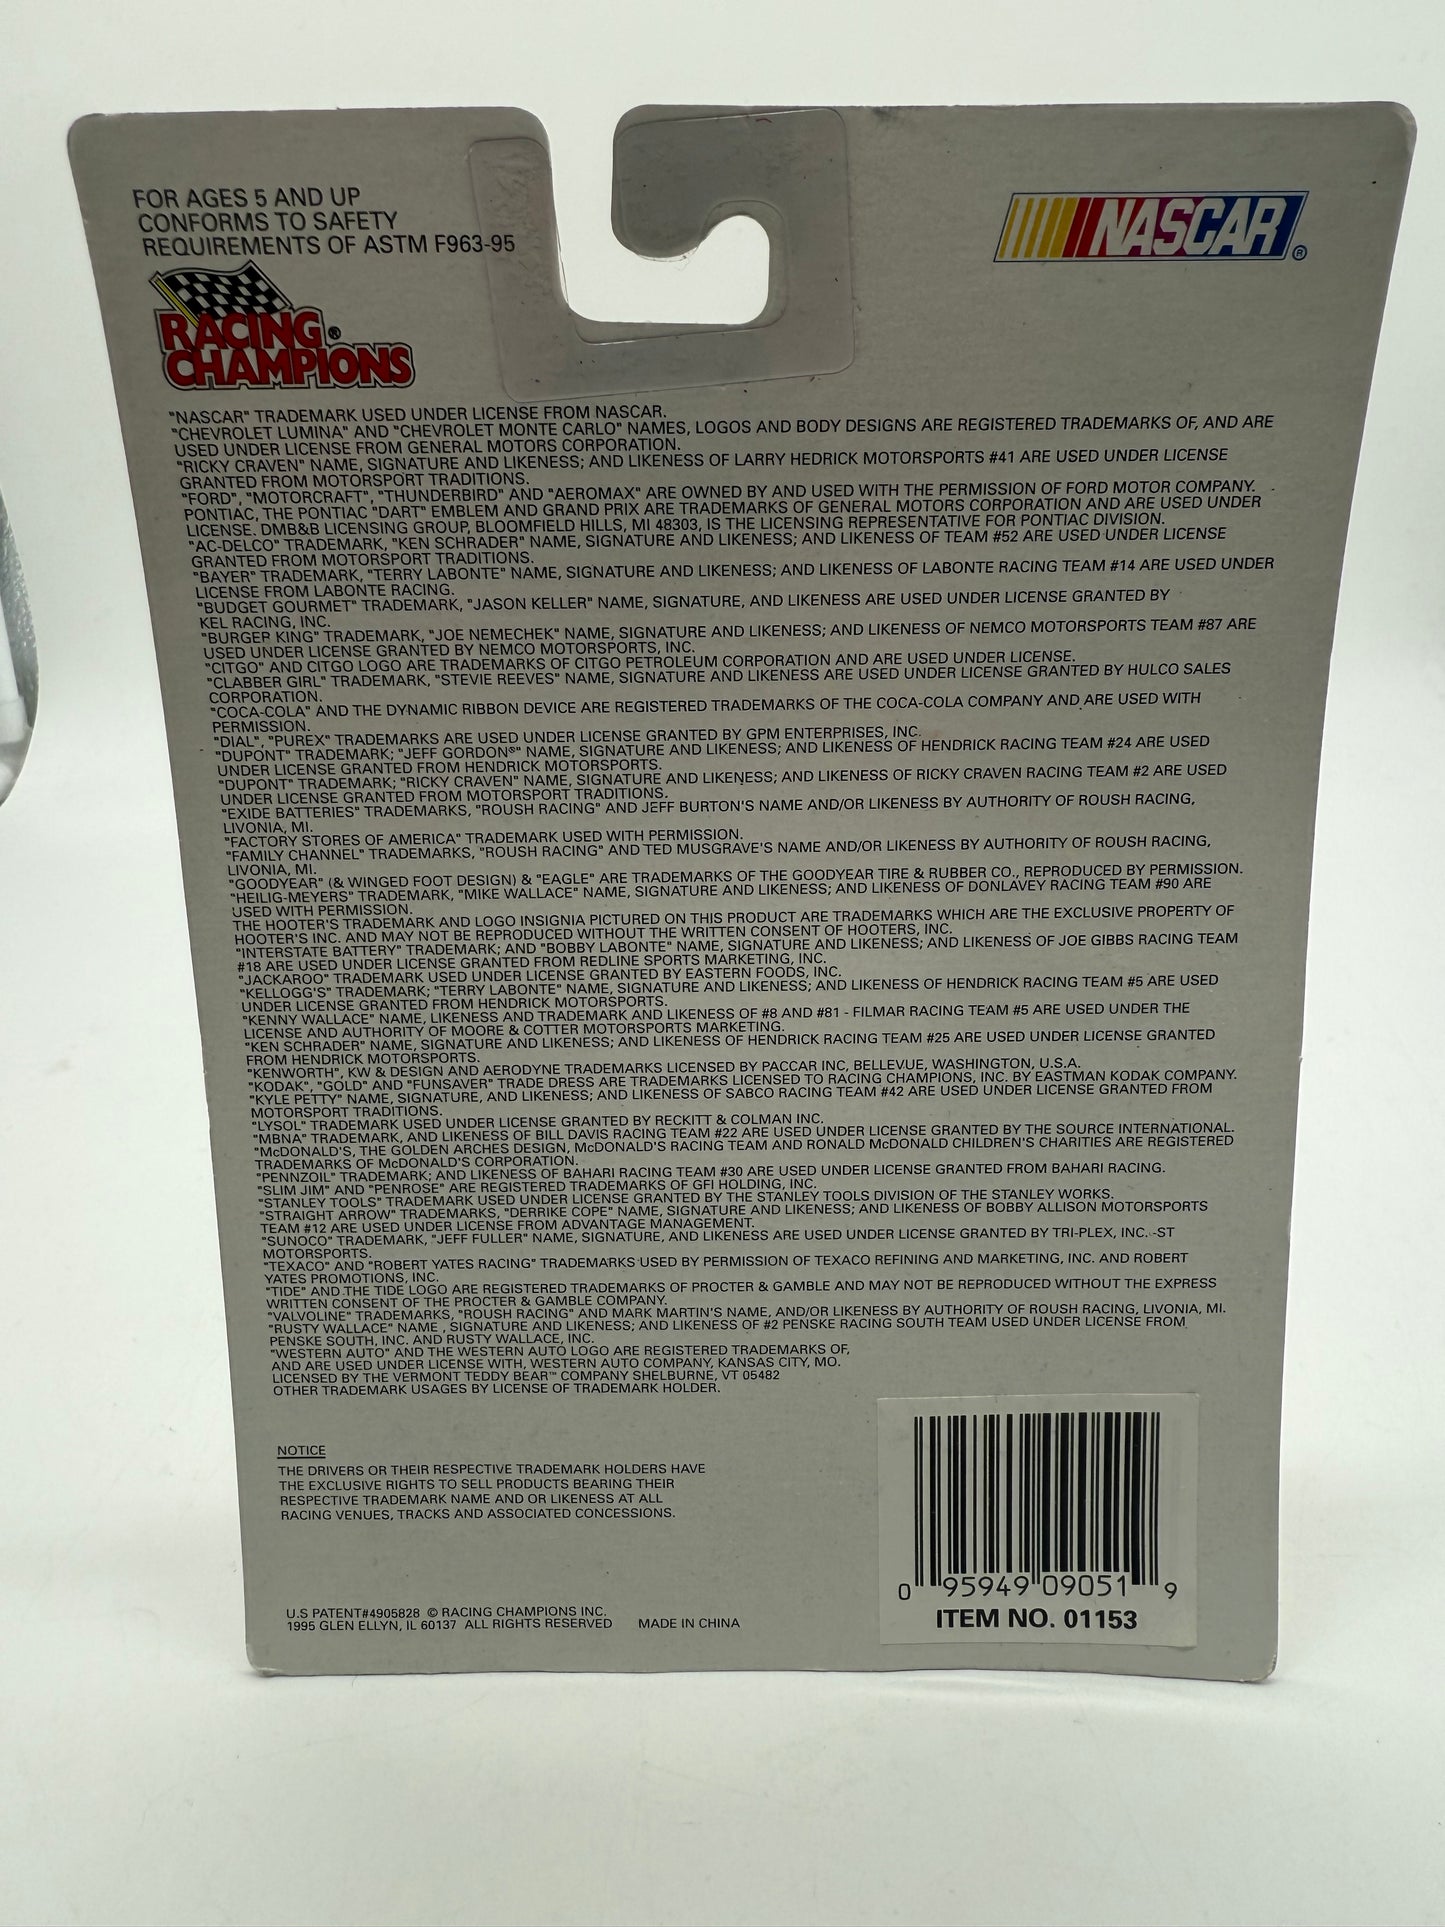 FOR AGES 5 AND UP
CONFORMS TO SAFETY
REQUIREMENTS OF ASTM F963-95
NASCAR®
RACING®
CHAMPIONS
"NASCAR" TRADEMARK USED UNDER LICENSE FROM NASCAR.
"CHEVROLET LUMINA" AND "CHEVROLET MONTE CARLO" NAMES, LOGOS AND BODY DESIGNS ARE REGISTERED TRADEMARKS OF, AND ARE
USED UNDER LICENSE FROM GENERAL MOTORS CORPORATION.
"RICKY CRAVEN" NAME, SIGNATURE AND LIKENESS; AND LIKENESS OF LARRY HEDRICK MOTORSPORTS #41 ARE USED UNDER LICENSE
GRANTED FROM MOTORSPORT TRADITIONS.
"FORD", "MOTORCRAFT", "THUNDERBIRD" AND "AEROMAX" ARE OWNED BY AND USED WITH THE PERMISSION OF FORD MOTOR COMPANY.
PONTIAC, THE PONTIAC "DART" EMBLEM AND GRAND PRIX ARE TRADEMARKS OF GENERAL MOTORS CORPORATION AND ARE USED UNDER
LICENSE. DMB&B LICENSING GROUP, BLOOMFIELD HILLS, MI 48303, IS THE LICENSING REPRESENTATIVE FOR PONTIAC DIVISION.
"AC-DELCO" TRADEMARK, "KEN SCHRADER" NAME, SIGNATURE AND LIKENESS; AND LIKENESS OF TEAM #52 ARE USED UNDER LICENSE
GRANTED FROM MOTORSPORT TRADITIONS.
"BAYER" TRADEMARK, "TERRY LABONTE" NAME, SIGNATURE AND LIKENESS; AND LIKENESS OF LABONTE RACING TEAM #14 ARE USED UNDER
LICENSE FROM LABONTE RACING.
"BUDGET GOURMET" TRADEMARK, "JASON KELLER" NAME, SIGNATURE, AND LIKENESS ARE USED UNDER LICENSE GRANTED BY
KEL RACING, INC.
"BURGER KING" TRADEMARK, "JOE NEMECHEK" NAME, SIGNATURE AND LIKENESS; AND LIKENESS OF NEMCO MOTORSPORTS TEAM #87 ARE
USED UNDER LICENSE GRANTED BY NEMCO MOTORSPORTS, INC.
"CITGO" AND CITGO LOGO ARE TRADEMARKS OF CITGO PETROLEUM CORPORATION AND ARE USED UNDER LICENSE.
"CLABBER GIRL" TRADEMARK, "STEVIE REEVES" NAME, SIGNATURE AND LIKENESS ARE USED UNDER LICENSE GRANTED BY HULCO SALES
CORPORATION.
"COCA-COLA" AND THE DYNAMIC RIBBON DEVICE ARE REGISTERED TRADEMARKS OF THE COCA-COLA COMPANY AND ARE USED WITH
PERMISSION.
"DIAL", "PUREX" TRADEMARKS ARE USED UNDER LICENSE GRANTED BY GPM ENTERPRISES, INC.
"DUPONT" TRADEMARK; "JEFF GORDON®" NAME, SIGNATURE AND LIKENESS; AND LIKENESS OF HENDRICK RACING TEAM #24 ARE USED
UNDER LICENSE GRANTED FROM HENDRICK MOTORSPORTS.
"DUPONT" TRADEMARK; "RICKY CRAVEN" NAME, SIGNATURE AND LIKENESS; AND LIKENESS OF RICKY CRAVEN RACING TEAM #2 ARE USED
UNDER LICENSE GRANTED FROM MOTORSPORT TRADITIONS.
"EXIDE BATTERIES" TRADEMARKS, "ROUSH RACING" AND JEFF BURTON'S NAME AND/OR LIKENESS BY AUTHORITY OF ROUSH RACING,
LIVONIA, MI.
"FACTORY STORES OF AMERICA" TRADEMARK USED WITH PERMISSION.
"FAMILY CHANNEL" TRADEMARKS, "ROUSH RACING" AND TED MUSGRAVE'S NAME AND/OR LIKENESS BY AUTHORITY OF ROUSH RACING,
LIVONIA, MI.
"GOODYEAR" (& WINGED FOOT DESIGN) & "EAGLE" ARE TRADEMARKS OF THE GOODYEAR TIRE & RUBBER CO., REPRODUCED BY PERMISSION.
"HEILIG-MEYERS" TRADEMARK, "MIKE WALLACE" NAME, SIGNATURE AND LIKENESS; AND LIKENESS OF DONLAVEY RACING TEAM #90 ARE
USED WITH PERMISSION.
THE HOOTER'S TRADEMARK AND LOGO INSIGNIA PICTURED ON THIS PRODUCT ARE TRADEMARKS WHICH ARE THE EXCLUSIVE PROPERTY OF
HOOTER'S INC. AND MAY NOT BE REPRODUCED WITHOUT THE WRITTEN CONSENT OF HOOTERS, INC.
"INTERSTATE BATTERY" TRADEMARK; AND "BOBBY LABONTE" NAME, SIGNATURE AND LIKENESS; AND LIKENESS OF JOE GIBBS RACING TEAM
#18 ARE USED UNDER LICENSE GRANTED FROM REDLINE SPORTS MARKETING, INC.
"JACKAROO" TRADEMARK USED UNDER LICENSE GRANTED BY EASTERN FOODS, INC.
"KELLOGG'S" TRADEMARK; "TERRY LABONTE" NAME, SIGNATURE AND LIKENESS; AND LIKENESS OF HENDRICK RACING TEAM #5 ARE USED
UNDER LICENSE GRANTED FROM HENDRICK MOTORSPORTS.
"KENNY WALLACE" NAME, LIKENESS AND TRADEMARK AND LIKENESS OF #8 AND #81 - FILMAR RACING TEAM #5 ARE USED UNDER THE
LICENSE AND AUTHORITY OF MOORE & COTTER MOTORSPORTS MARKETING.
"KEN SCHRADER" NAME, SIGNATURE AND LIKENESS; AND LIKENESS OF HENDRICK RACING TEAM #25 ARE USED UNDER LICENSE GRANTED
FROM HENDRICK MOTORSPORTS.
"KENWORTH", KW & DESIGN AND AERODYNE TRADEMARKS LICENSED BY PACCAR INC, BELLEVUE, WASHINGTON, U.S.A.
"KODAK", "GOLD" AND "FUNSAVER" TRADE DRESS ARE TRADEMARKS LICENSED TO RACING CHAMPIONS, INC. BY EASTMAN KODAK COMPANY.
"KYLE PETTY" NAME, SIGNATURE, AND LIKENESS; AND LIKENESS OF SABCO RACING TEAM #42 ARE USED UNDER LICENSE GRANTED FROM
MOTORSPORT TRADITIONS.
"LYSOL" TRADEMARK USED UNDER LICENSE GRANTED BY RECKITT & COLMAN INC.
"MBNA" TRADEMARK, AND LIKENESS OF BILL DAVIS RACING TEAM #22 ARE USED UNDER LICENSE GRANTED BY THE SOURCE INTERNATIONAL.
"McDONALD'S, THE GOLDEN ARCHES DESIGN, McDONALD'S RACING TEAM AND RONALD McDONALD CHILDREN'S CHARITIES ARE REGISTERED
TRADEMARKS OF McDONALD'S CORPORATION.
"PENNZOIL" TRADEMARK; AND LIKENESS OF BAHARI RACING TEAM #30 ARE USED UNDER LICENSE GRANTED FROM BAHARI RACING.
"SLIM JIM" AND "PENROSE" ARE REGISTERED TRADEMARKS OF GFI HOLDING, INC.
"STANLEY TOOLS" TRADEMARK USED UNDER LICENSE GRANTED BY THE STANLEY TOOLS DIVISION OF THE STANLEY WORKS.
"STRAIGHT ARROW" TRADEMARKS, "DERRIKE COPE" NAME, SIGNATURE AND LIKENESS; AND LIKENESS OF BOBBY ALLISON MOTORSPORTS
TEAM #12 ARE USED UNDER LICENSE FROM ADVANTAGE MANAGEMENT.
"SUNOCO" TRADEMARK, "JEFF FULLER" NAME, SIGNATURE, AND LIKENESS ARE USED UNDER LICENSE GRANTED BY TRI-PLEX, INC.-ST
MOTORSPORTS.
"TEXACO" AND "ROBERT YATES RACING" TRADEMARKS USED BY PERMISSION OF TEXACO REFINING AND MARKETING, INC. AND ROBERT
YATES PROMOTIONS, INC.
"TIDE" AND THE TIDE LOGO ARE REGISTERED TRADEMARKS OF PROCTER & GAMBLE AND MAY NOT BE REPRODUCED WITHOUT THE EXPRESS
WRITTEN CONSENT OF THE PROCTER & GAMBLE COMPANY.
"VALVOLINE" TRADEMARKS, "ROUSH RACING" AND MARK MARTIN'S NAME, AND/OR LIKENESS BY AUTHORITY OF ROUSH RACING, LIVONIA, MI.
"RUSTY WALLACE" NAME , SIGNATURE AND LIKENESS; AND LIKENESS OF #2 PENSKE RACING SOUTH TEAM USED UNDER LICENSE FROM
PENSKE SOUTH, INC. AND RUSTY WALLACE, INC.
"WESTERN AUTO" AND THE WESTERN AUTO LOGO ARE REGISTERED TRADEMARKS OF,
AND ARE USED UNDER LICENSE WITH, WESTERN AUTO COMPANY, KANSAS CITY, MO.
LICENSED BY THE VERMONT TEDDY BEAR™ COMPANY SHELBURNE, VT 05482
OTHER TRADEMARK USAGES BY LICENSE OF TRADEMARK HOLDER.
NOTICE
THE DRIVERS OR THEIR RESPECTIVE TRADEMARK HOLDERS HAVE
THE EXCLUSIVE RIGHTS TO SELL PRODUCTS BEARING THEIR
RESPECTIVE TRADEMARK NAME AND OR LIKENESS AT ALL
RACING VENUES, TRACKS AND ASSOCIATED CONCESSIONS.
0 95949 09051 9
ITEM NO. 01153
U.S PATENT#4905828 © RACING CHAMPIONS INC.
1995 GLEN ELLYN, IL 60137 ALL RIGHTS RESERVED MADE IN CHINA